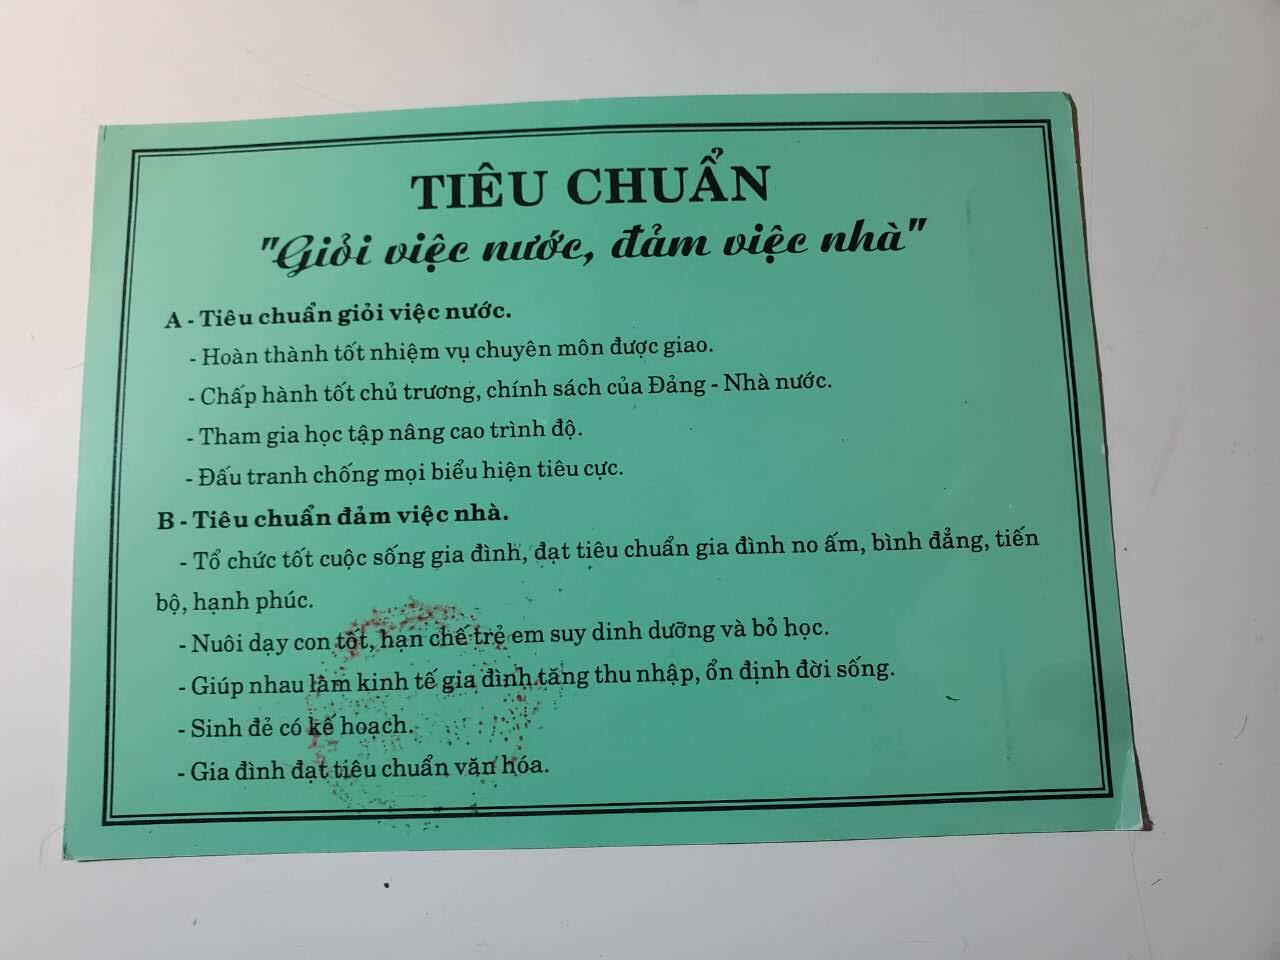 TIÊU CHUẨN
"Giỏi việc nước, đảm việc nhà"
A - Tiêu chuẩn giỏi việc nước.
- Hoàn thành tốt nhiệm vụ chuyên môn được giao.
- Chấp hành tốt chủ trương, chính sách của Đảng - Nhà nước.
- Tham gia học tập nâng cao trình độ.
- Đấu tranh chống mọi biểu hiện tiêu cực.
B - Tiêu chuẩn đảm việc nhà.
- Tổ chức tốt cuộc sống gia đình, đạt tiêu chuẩn gia đình no ấm, bình đẳng, tiến
bộ, hạnh phúc.
- Nuôi dạy con tốt, hạn chế trẻ em suy dinh dưỡng và bỏ học.
- Giúp nhau làm kinh tế gia đình tăng thu nhập, ổn định đời sống.
- Sinh đẻ có kế hoạch.
- Gia đình đạt tiêu chuẩn văn hóa.